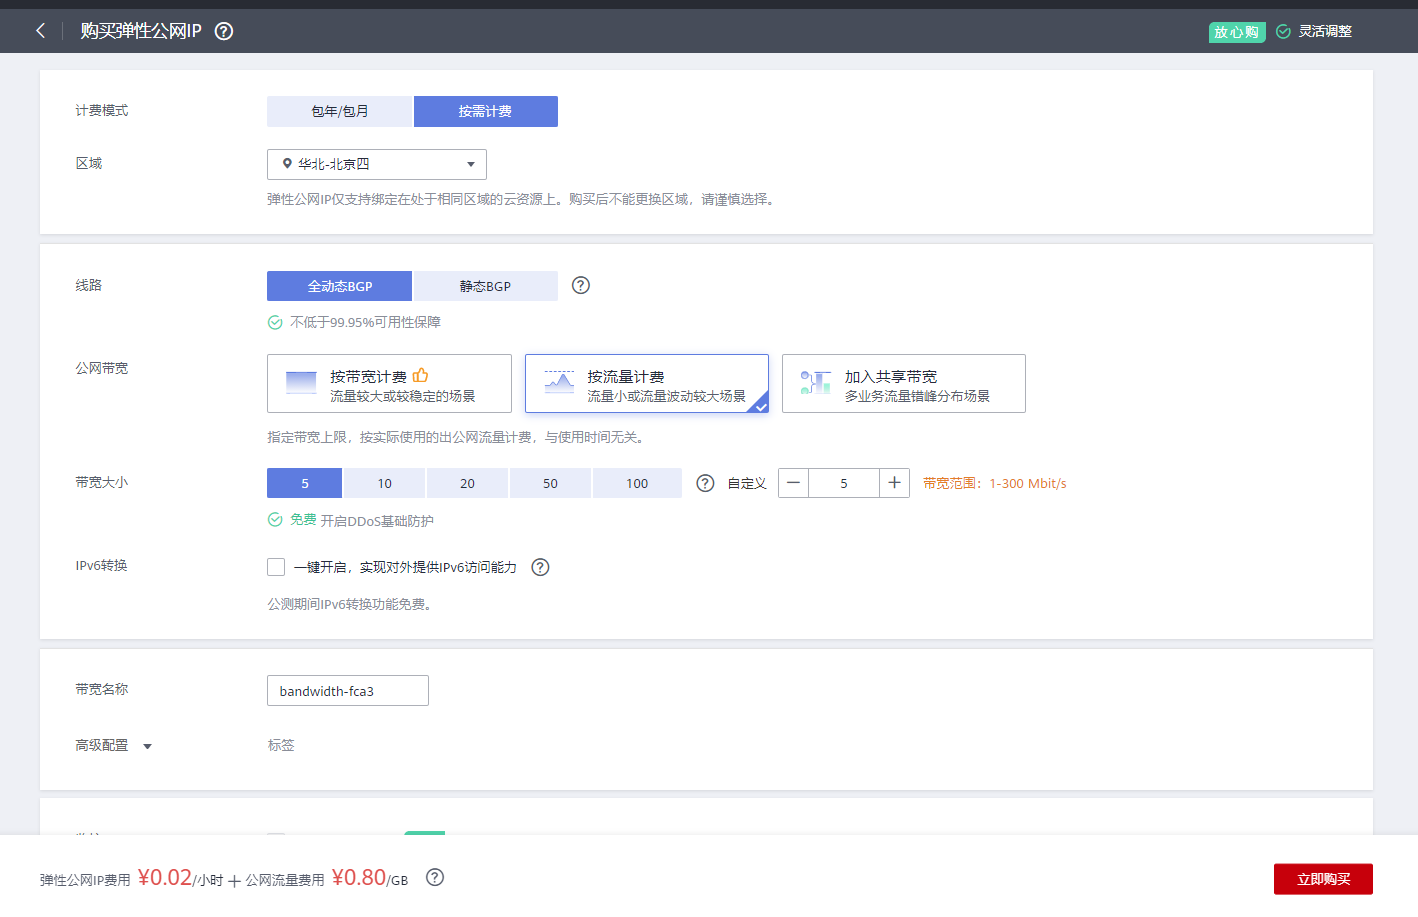 购买弹性公网IP
放心购 灵活调整
计费模式 包年/包月 按需计费
区域 华北-北京四
弹性公网IP仅支持绑定在处于相同区域的云资源上。购买后不能更换区域，请谨慎选择。
线路 全动态BGP 静态BGP
不低于99.95%可用性保障
公网带宽
按带宽计费
流量较大或较稳定的场景
按流量计费
流量小或流量波动较大场景
加入共享带宽
多业务流量错峰分布场景
指定带宽上限，按实际使用的出公网流量计费，与使用时间无关。
带宽大小 5 10 20 50 100 自定义 5 带宽范围：1-300 Mbit/s
免费 开启DDoS基础防护
IPv6转换 一键开启，实现对外提供IPv6访问能力
公测期间IPv6转换功能免费。
带宽名称 bandwidth-fca3
高级配置 标签
弹性公网IP费用 ¥0.02/小时 + 公网流量费用 ¥0.80/GB
立即购买